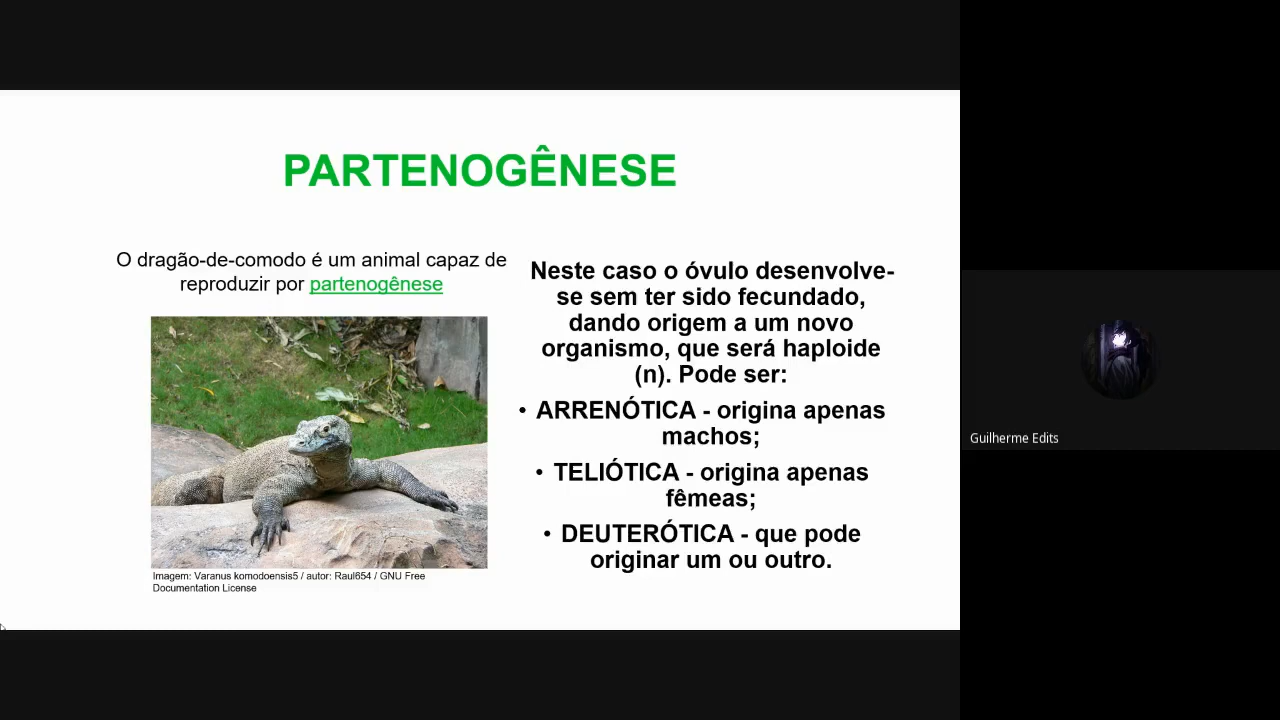 PARTENOGÊNESE
O dragão-de-comodo é um animal capaz de
reproduzir por partenogênese
Imagem: Varanus komodoensis5 / autor: Raul654 / GNU Free
Documentation License
Neste caso o óvulo desenvolve-
se sem ter sido fecundado,
dando origem a um novo
organismo, que será haploide
(n). Pode ser:
• ARRENÓTICA - origina apenas
machos;
• TELIÓTICA - origina apenas
fêmeas;
• DEUTERÓTICA - que pode
originar um ou outro.
Guilherme Edits